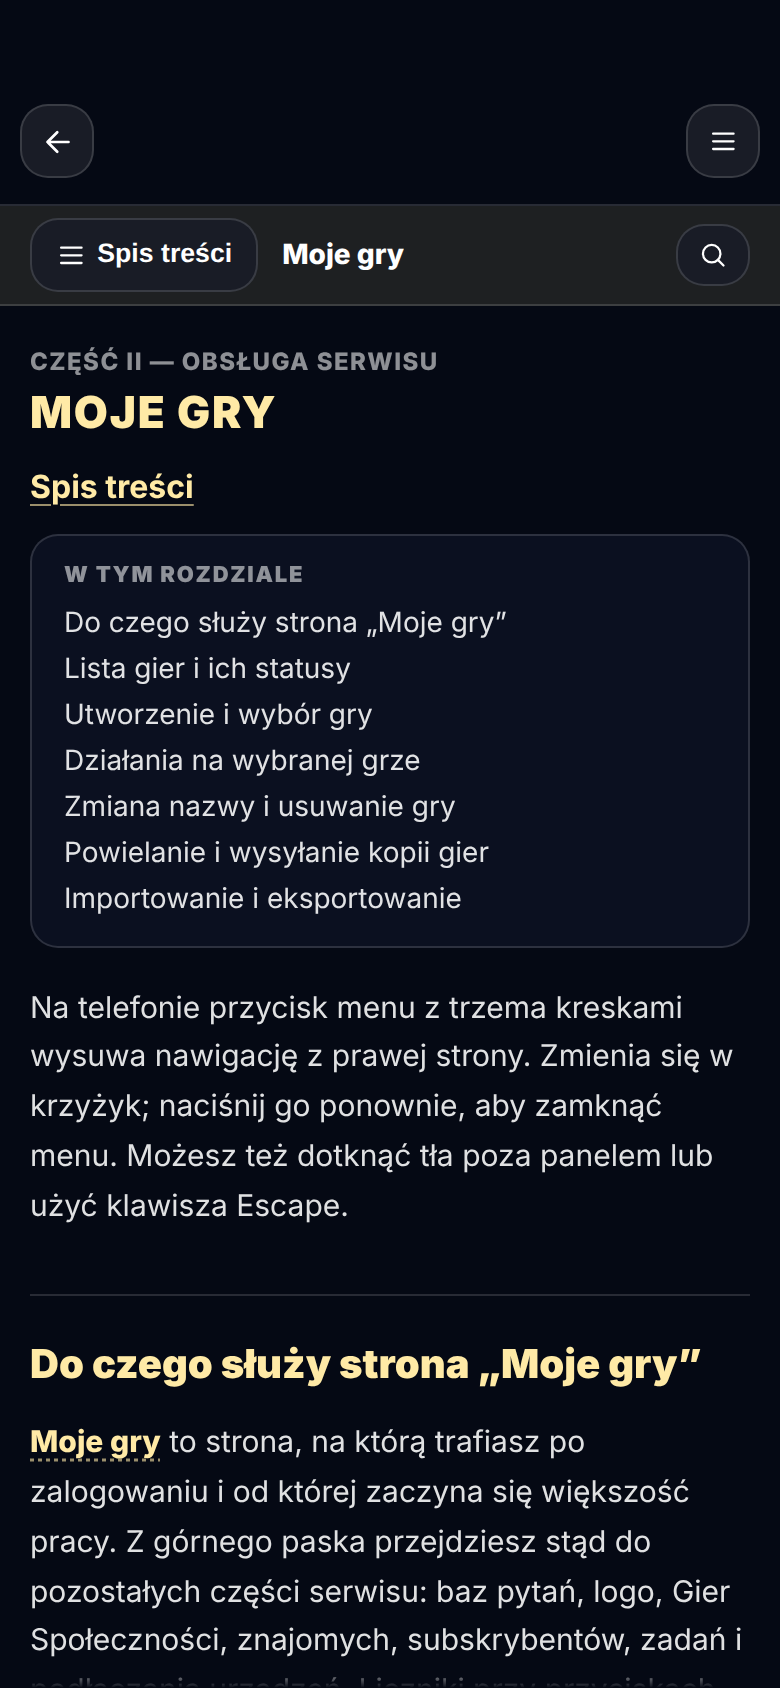 Spis treści
Moje gry
CZĘŚĆ II — OBSŁUGA SERWISU
MOJE GRY
Spis treści
W TYM ROZDZIALE
Do czego służy strona „Moje gry”
Lista gier i ich statusy
Utworzenie i wybór gry
Działania na wybranej grze
Zmiana nazwy i usuwanie gry
Powielanie i wysyłanie kopii gier
Importowanie i eksportowanie
Na telefonie przycisk menu z trzema kreskami
wysuwa nawigację z prawej strony. Zmienia się w
krzyżyk; naciśnij go ponownie, aby zamknąć
menu. Możesz też dotknąć tła poza panelem lub
użyć klawisza Escape.
Do czego służy strona „Moje gry”
Moje gry to strona, na którą trafiasz po
zalogowaniu i od której zaczyna się większość
pracy. Z górnego paska przejdziesz stąd do
pozostałych części serwisu: baz pytań, logo, Gier
Społeczności, znajomych, subskrybentów, zadań i